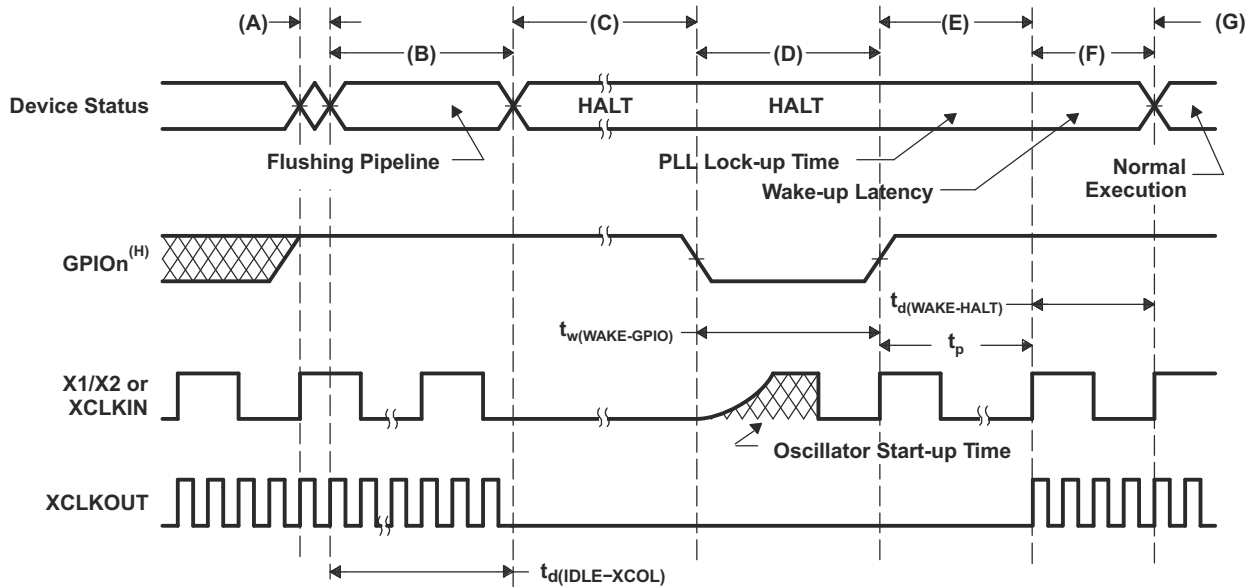 (A)
(B)
(C)
(D)
(E)
(F)
(G)
Device Status
HALT
HALT
Flushing Pipeline
PLL Lock-up Time
Wake-up Latency
Normal
Execution
GPIOn(H)
td(WAKE-HALT)
tw(WAKE-GPIO)
tp
X1/X2 or
XCLKIN
Oscillator Start-up Time
XCLKOUT
td(IDLE−XCOL)